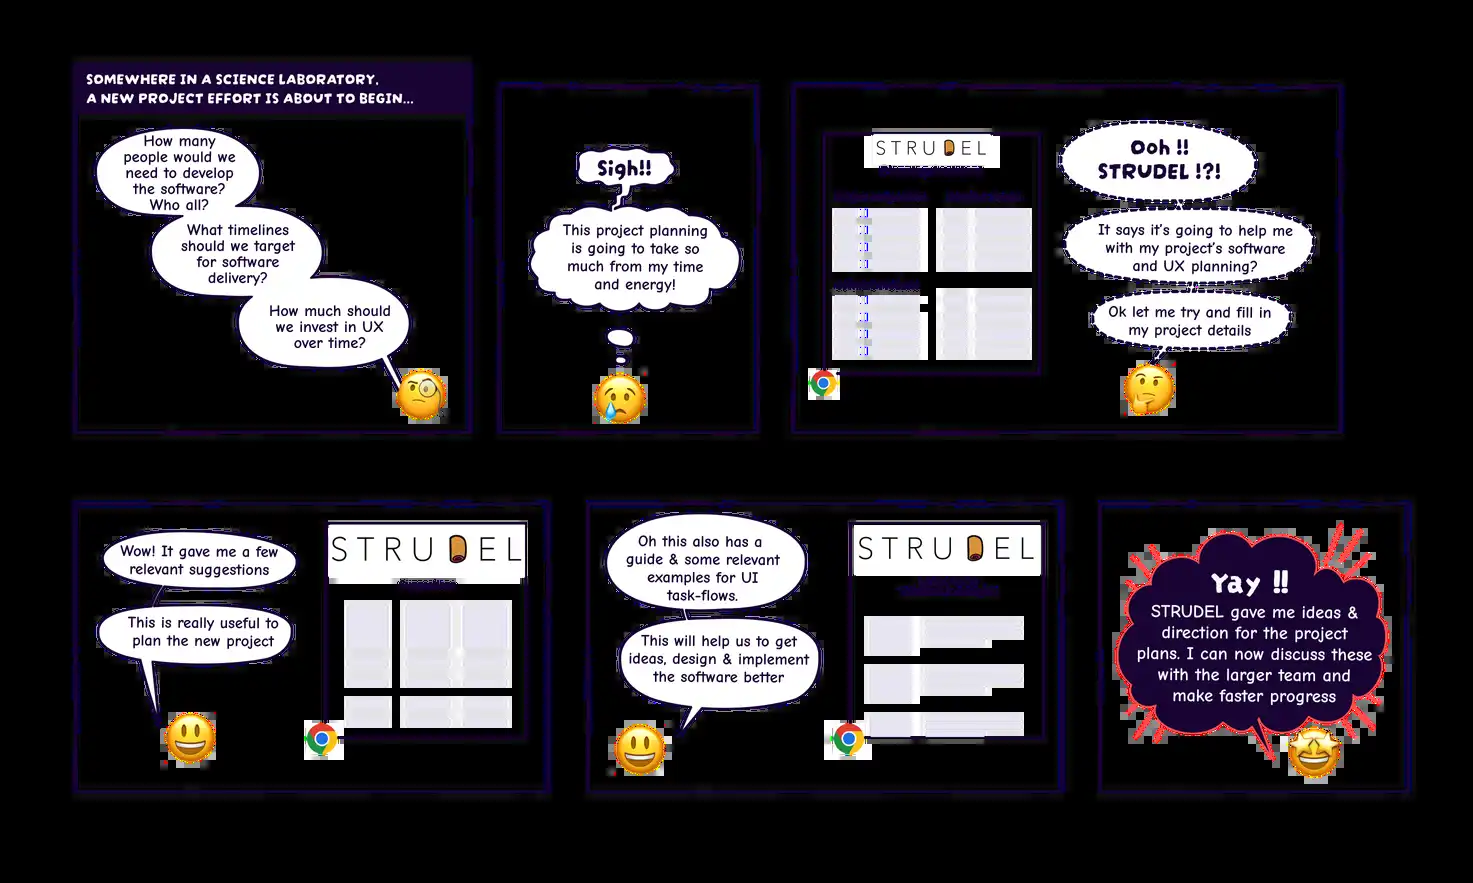 SOMEWHERE IN A SCIENCE LABORATORY,
A NEW PROJECT EFFORT IS ABOUT TO BEGIN...
How many
people would we
need to develop
the software?
Who all?
What timelines
should we target
for software
delivery?
How much should
we invest in UX
over time?
Sigh!!
This project planning
is going to take so
much from my time
and energy!
STRUDEL
Ooh !!
STRUDEL !?!
It says it's going to help me
with my project's software
and UX planning?
Ok let me try and fill in
my project details
Wow! It gave me a few
relevant suggestions
This is really useful to
plan the new project
STRUDEL
Oh this also has a
guide & some relevant
examples for UI
task-flows.
This will help us to get
ideas, design & implement
the software better
STRUDEL
Yay !!
STRUDEL gave me ideas &
direction for the project
plans. I can now discuss these
with the larger team and
make faster progress